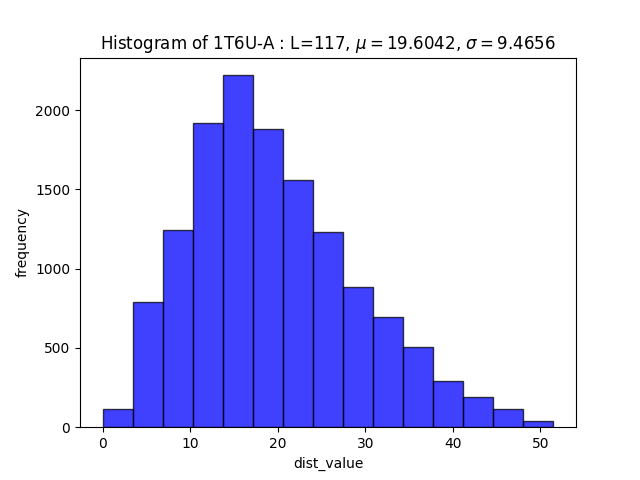 Histogram of 1T6U-A : L=117, μ = 19.6042, σ = 9.4656
2000
1500
1000
500
0
frequency
0 10 20 30 40 50
dist_value